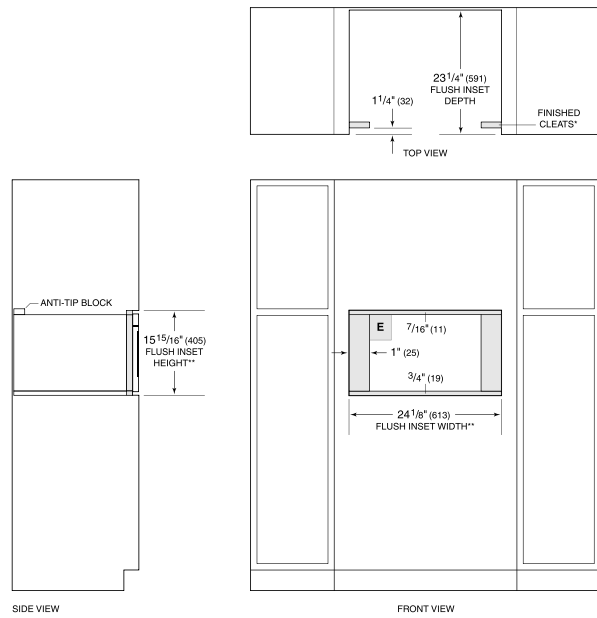 23 1/4" (591)
FLUSH INSET
DEPTH
1 1/4" (32)
FINISHED
CLEATS*
TOP VIEW
ANTI-TIP BLOCK
15 15/16" (405)
FLUSH INSET
HEIGHT**
E
7/16" (11)
1" (25)
3/4" (19)
24 1/8" (613)
FLUSH INSET WIDTH**
SIDE VIEW
FRONT VIEW